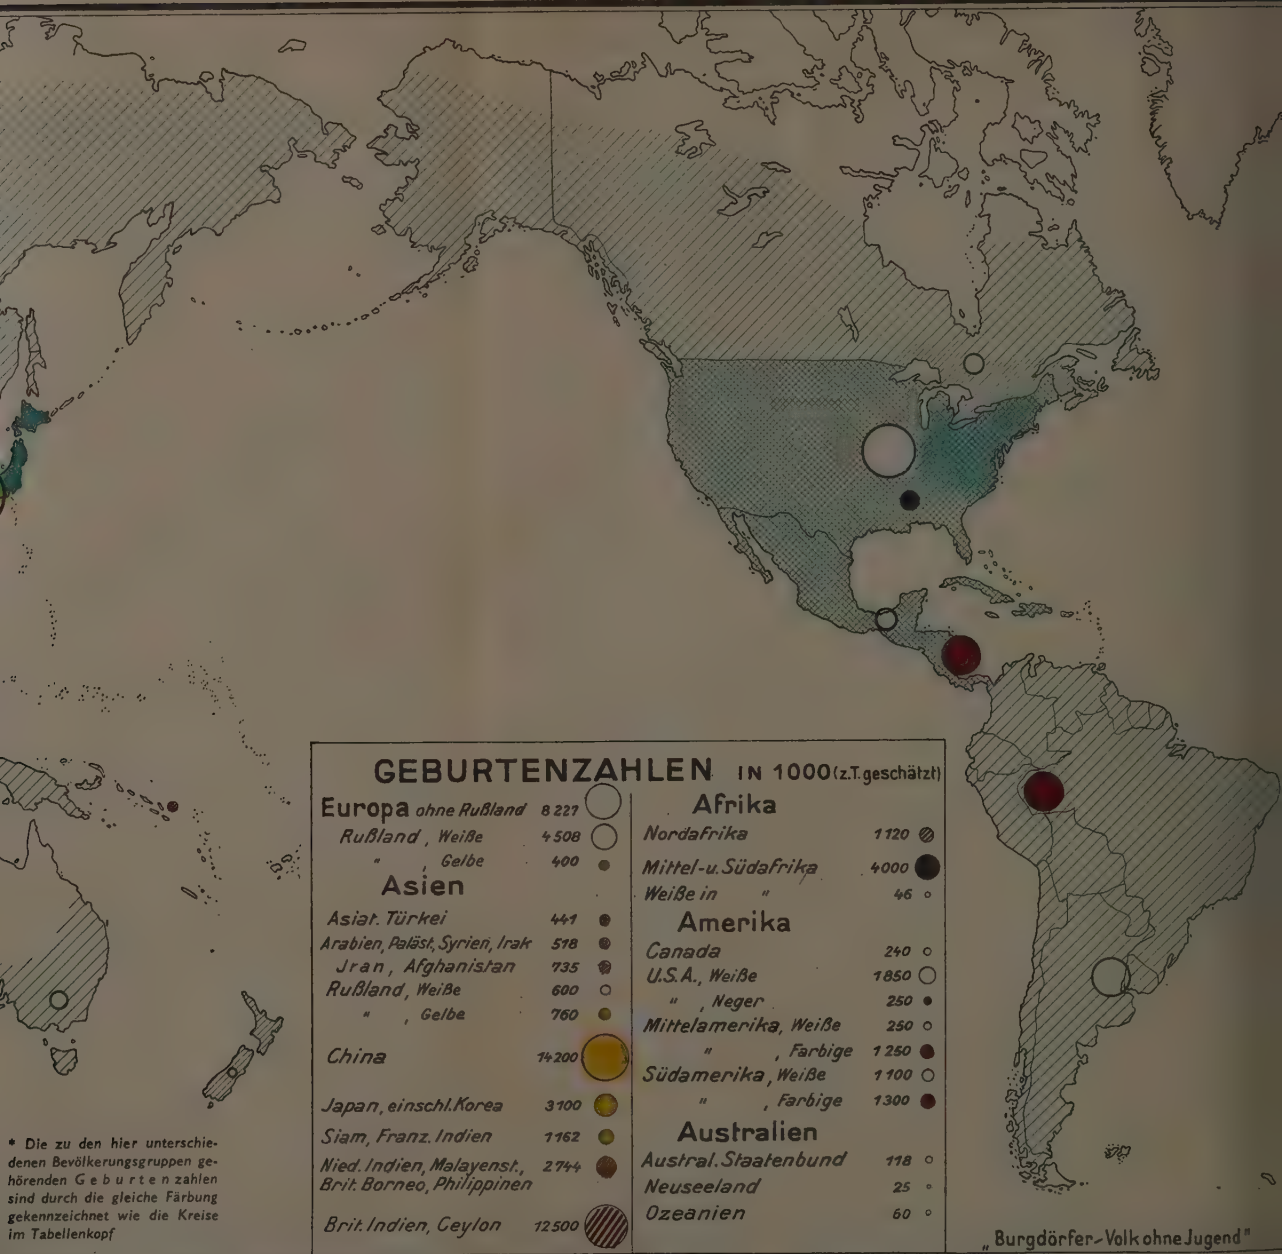 GEBURTENZAHLEN IN 1000 (z.T. geschätzt)
Europa ohne Rußland 8227
Rußland, Weiße 4508
" , Gelbe 400
Asien
Asiat. Türkei 441
Arabien, Paläst, Syrien, Irak 518
Jran, Afghanistan 735
Rußland, Weiße 600
" , Gelbe 760
China 14200
Japan, einschl. Korea 3100
Siam, Franz. Indien 1162
Nied. Indien, Malayenst., 2744
Brit. Borneo, Philippinen
Brit. Indien, Ceylon 12500
Afrika
Nordafrika 1120
Mittel-u. Südafrika 4000
Weiße in " 46
Amerika
Canada 240
U.S.A., Weiße 1850
" , Neger 250
Mittelamerika, Weiße 250
" , Farbige 1250
Südamerika, Weiße 1100
" , Farbige 1300
Australien
Austral. Staatenbund 118
Neuseeland 25
Ozeanien 60
* Die zu den hier unterschie-
denen Bevölkerungsgruppen ge-
hörenden Geburtenzahlen
sind durch die gleiche Färbung
gekennzeichnet wie die Kreise
im Tabellenkopf
„Burgdörfer-Volk ohne Jugend"